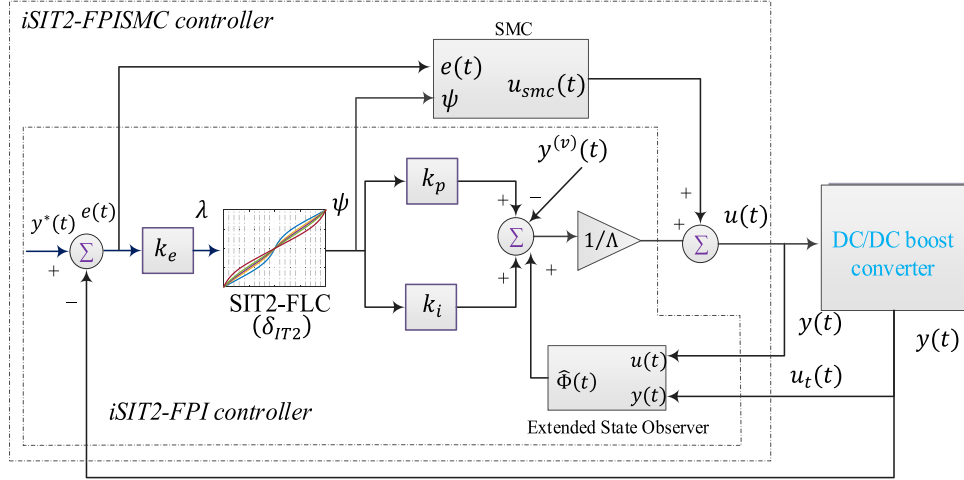 iSIT2-FPISMC controller
SMC
e(t)
ψ
u_smc(t)
y^(v)(t)
k_p
y*(t)
e(t)
λ
ψ
+
−
+
+
u(t)
Σ
k_e
Σ
1/Λ
Σ
DC/DC boost
converter
+
−
SIT2-FLC
(δ_IT2)
k_i
+
+
y(t)
y(t)
Φ̂(t)
u(t)
y(t)
u_t(t)
iSIT2-FPI controller
Extended State Observer